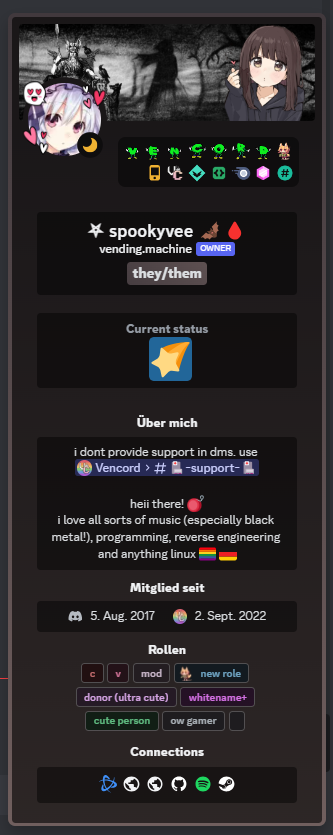 spookyvee
vending.machine OWNER
they/them
Current status
Über mich
i dont provide support in dms. use
Vencord › # -support-
heii there!
i love all sorts of music (especially black
metal!), programming, reverse engineering
and anything linux
Mitglied seit
5. Aug. 2017 2. Sept. 2022
Rollen
c v mod new role
donor (ultra cute) whitename+
cute person ow gamer
Connections